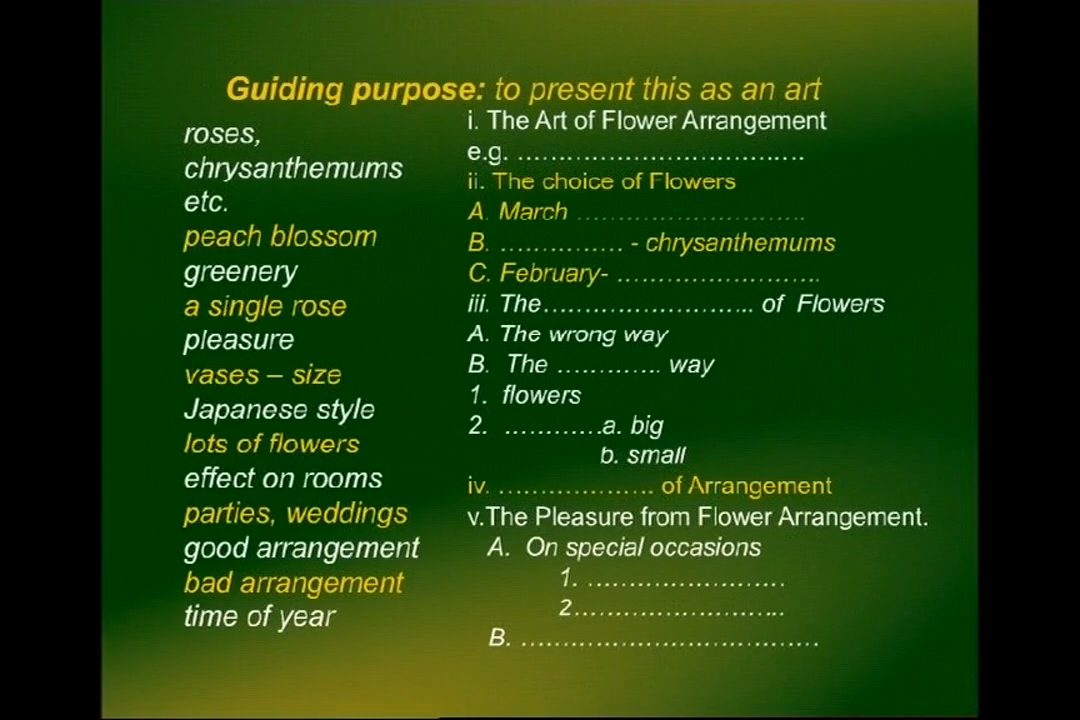 Guiding purpose: to present this as an art
roses,
chrysanthemums
etc.
peach blossom
greenery
a single rose
pleasure
vases – size
Japanese style
lots of flowers
effect on rooms
parties, weddings
good arrangement
bad arrangement
time of year
i. The Art of Flower Arrangement
e.g. ……………………………..
ii. The choice of Flowers
A. March ……………………….
B. …………… - chrysanthemums
C. February- …………………….
iii. The…………………….. of Flowers
A. The wrong way
B. The …………. way
1. flowers
2. …………a. big
b. small
iv. ………………. of Arrangement
v.The Pleasure from Flower Arrangement.
A. On special occasions
1. ……………………
2……………………..
B. ……………………………….